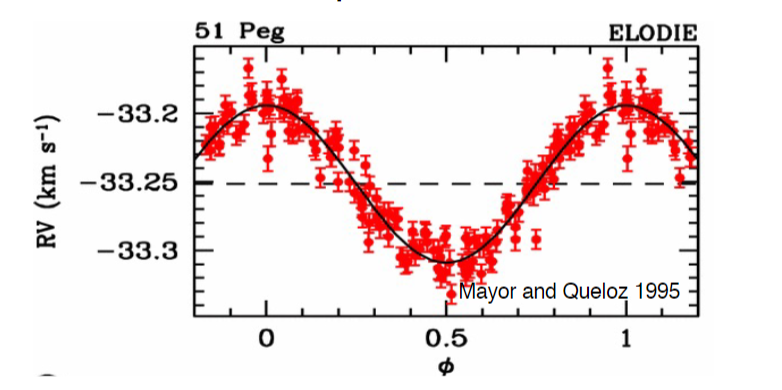 51 Peg
ELODIE
RV (km s⁻¹)
−33.2
−33.25
−33.3
Mayor and Queloz 1995
0
0.5
1
ϕ